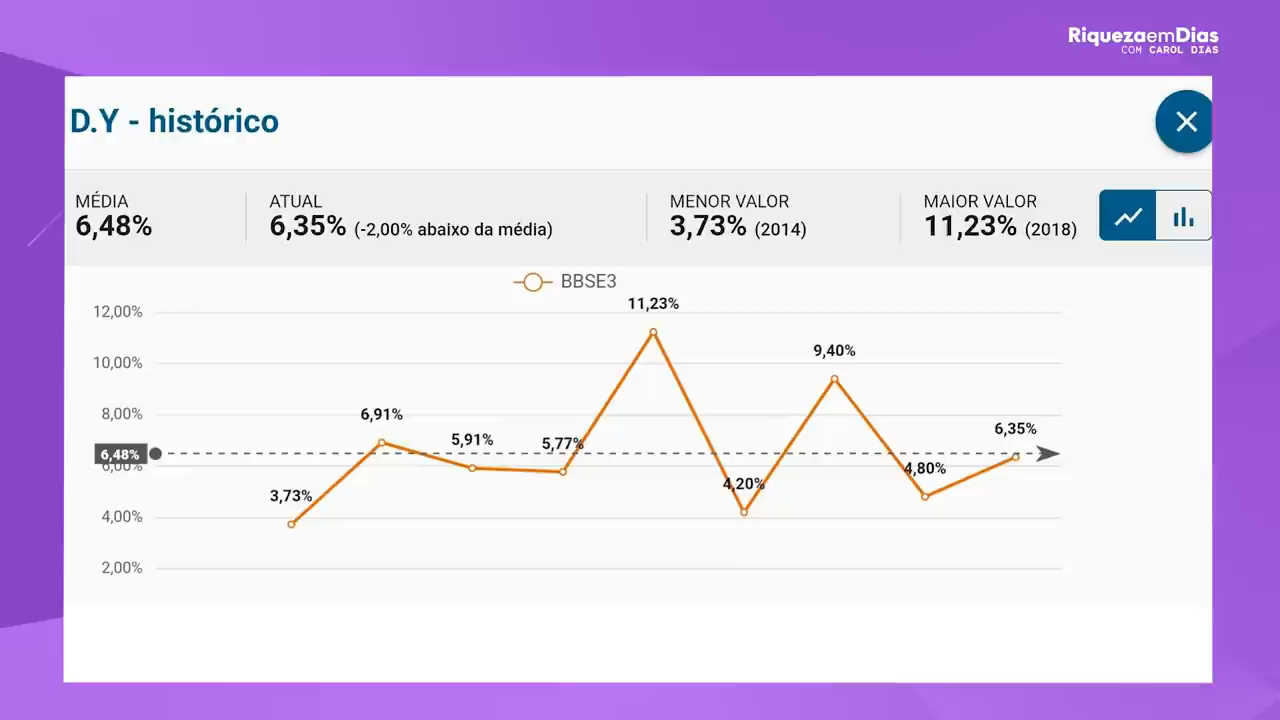 RiquezaemDias
COM CAROL DIAS
D.Y - histórico
MÉDIA
6,48%
ATUAL
6,35% (-2,00% abaixo da média)
MENOR VALOR
3,73% (2014)
MAIOR VALOR
11,23% (2018)
BBSE3
12,00%
10,00%
8,00%
6,48%
6,00%
4,00%
2,00%
3,73%
6,91%
5,91%
5,77%
11,23%
4,20%
9,40%
4,80%
6,35%